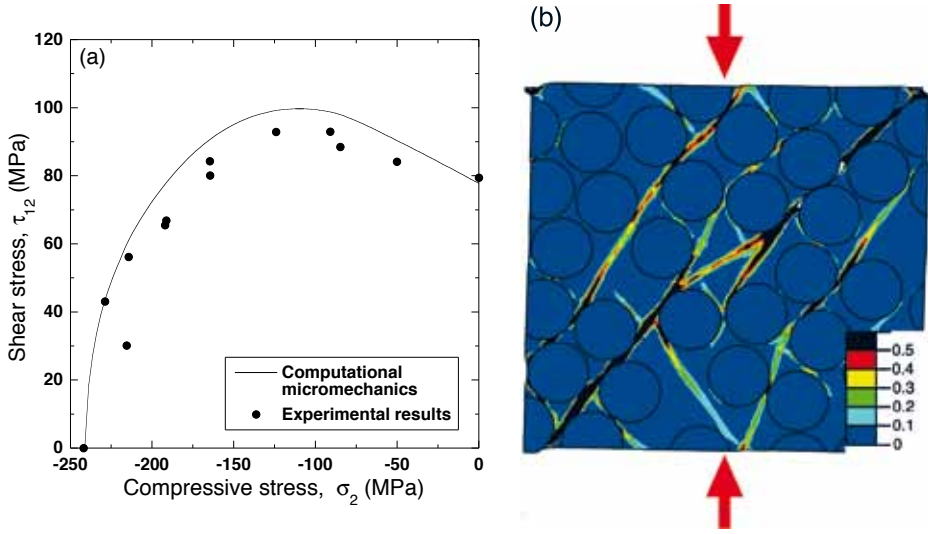 (a)
120
100
80
60
40
20
0
Shear stress, τ12 (MPa)
-250 -200 -150 -100 -50 0
Compressive stress, σ2 (MPa)
Computational
micromechanics
Experimental results
(b)
0.5
0.4
0.3
0.2
0.1
0